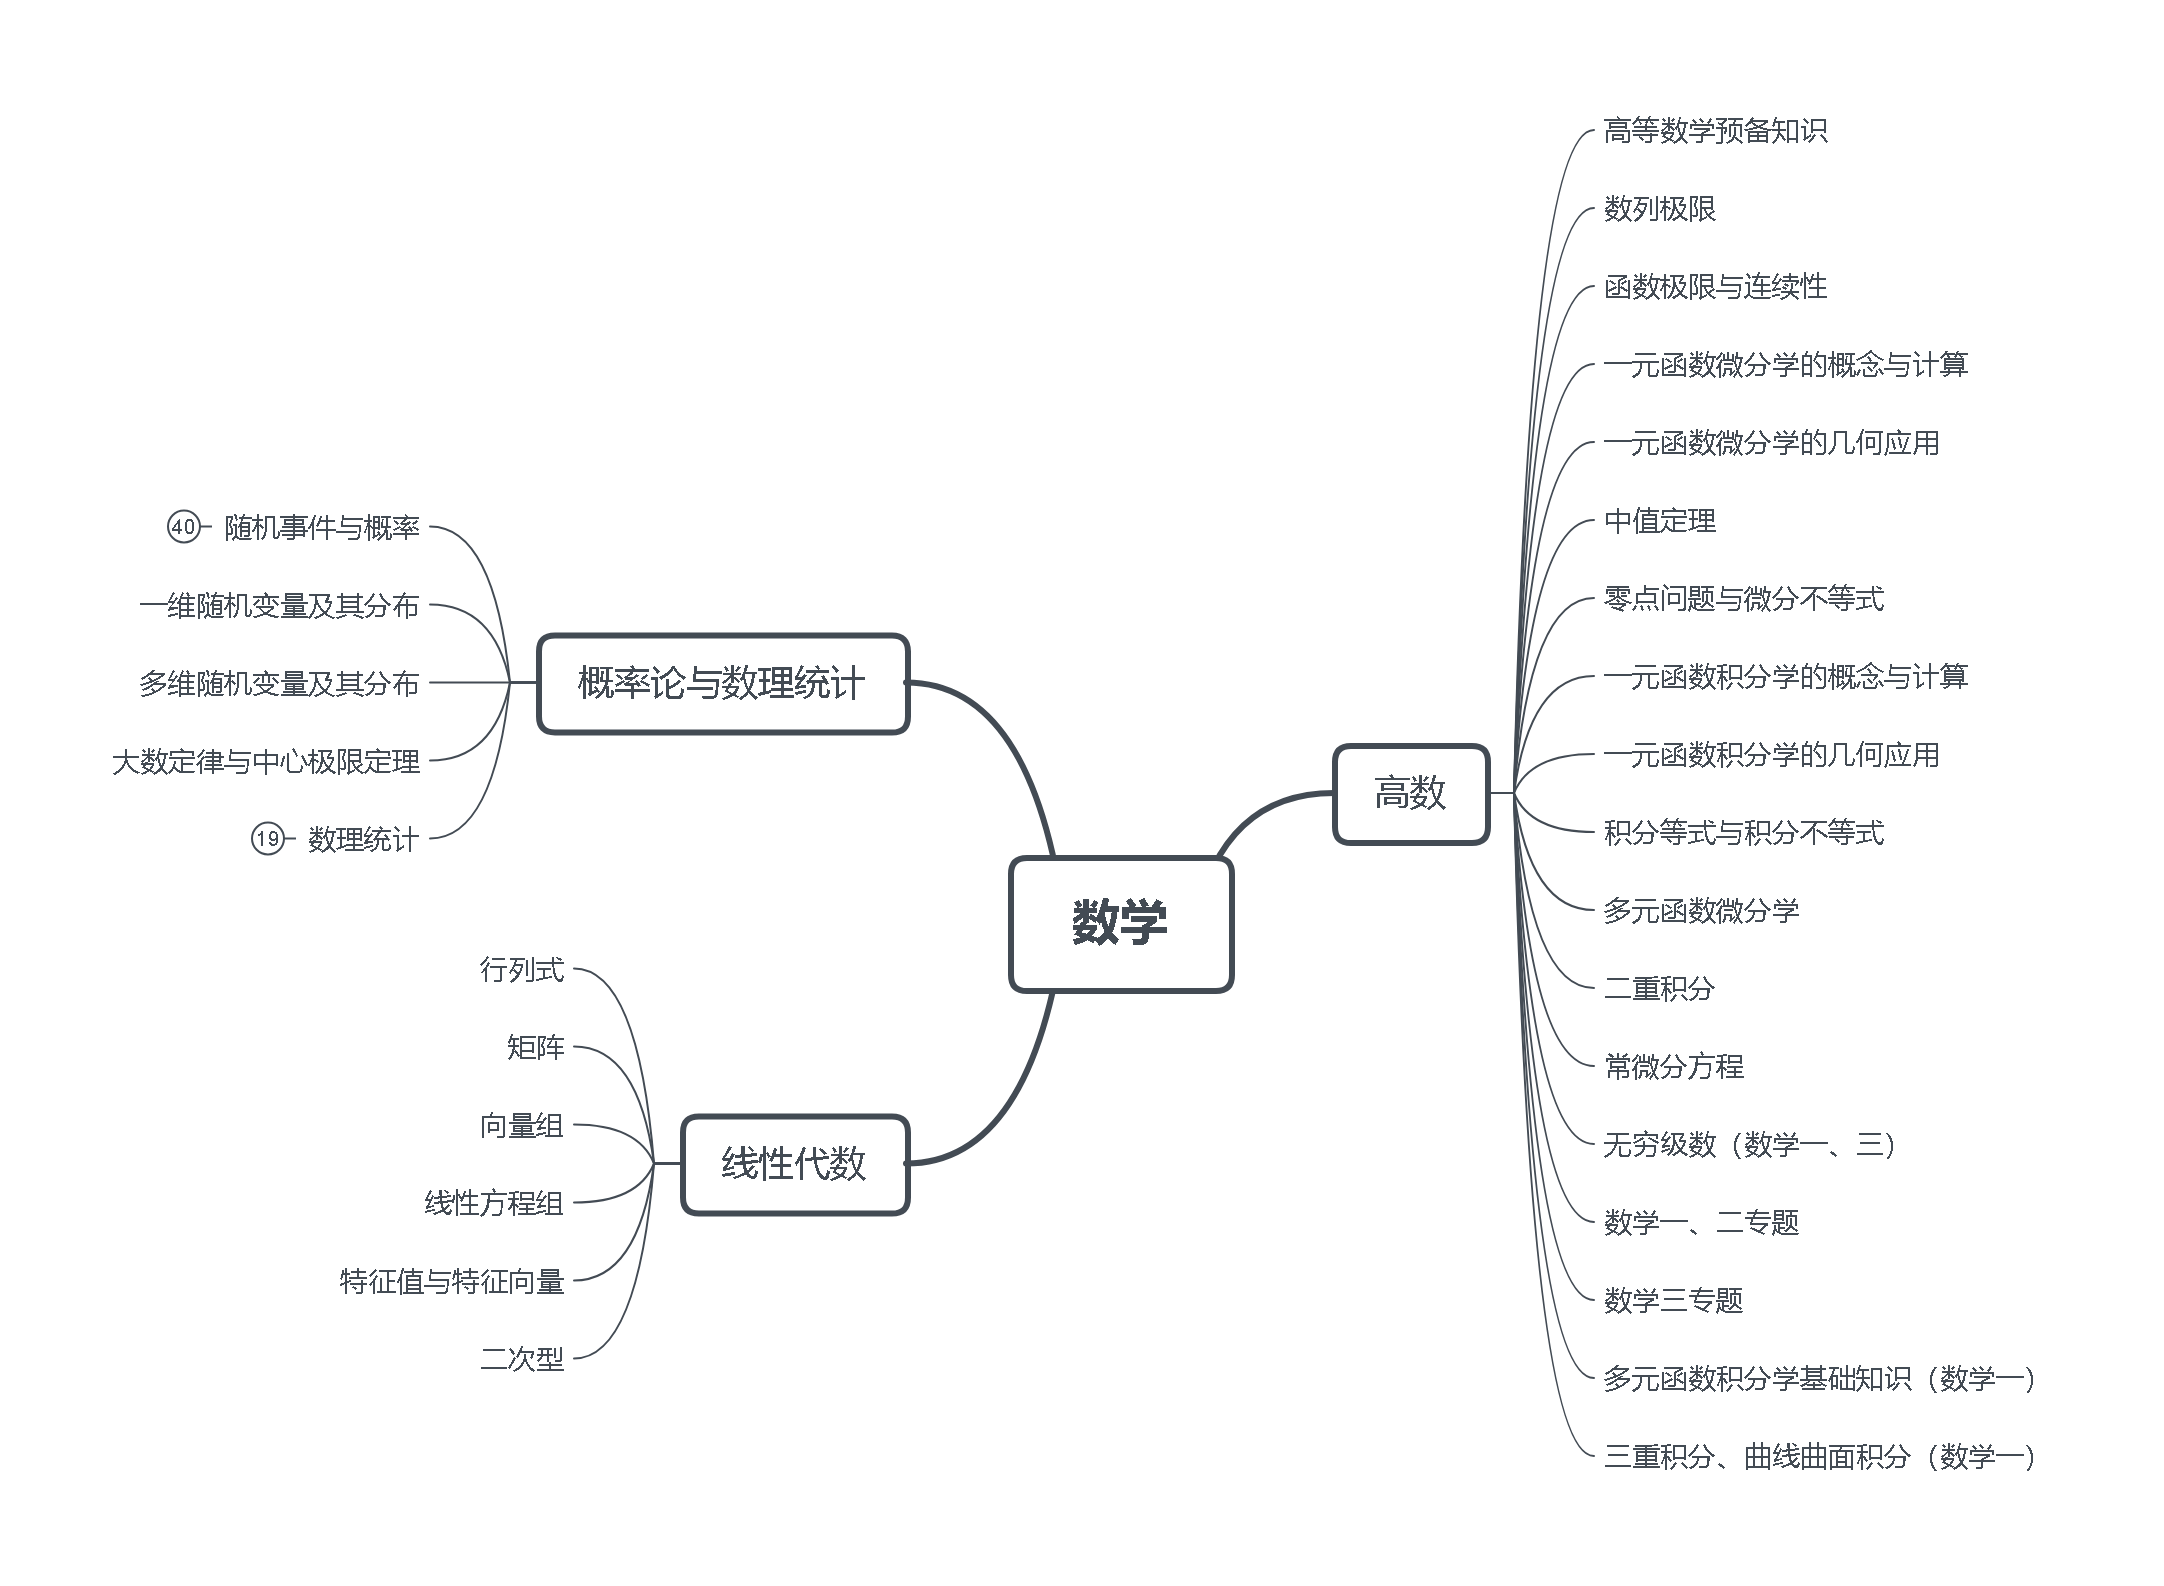 数学
高数
高等数学预备知识
数列极限
函数极限与连续性
一元函数微分学的概念与计算
一元函数微分学的几何应用
中值定理
零点问题与微分不等式
一元函数积分学的概念与计算
一元函数积分学的几何应用
积分等式与积分不等式
多元函数微分学
二重积分
常微分方程
无穷级数（数学一、三）
数学一、二专题
数学三专题
多元函数积分学基础知识（数学一）
三重积分、曲线曲面积分（数学一）
概率论与数理统计
40 随机事件与概率
一维随机变量及其分布
多维随机变量及其分布
大数定律与中心极限定理
19 数理统计
线性代数
行列式
矩阵
向量组
线性方程组
特征值与特征向量
二次型